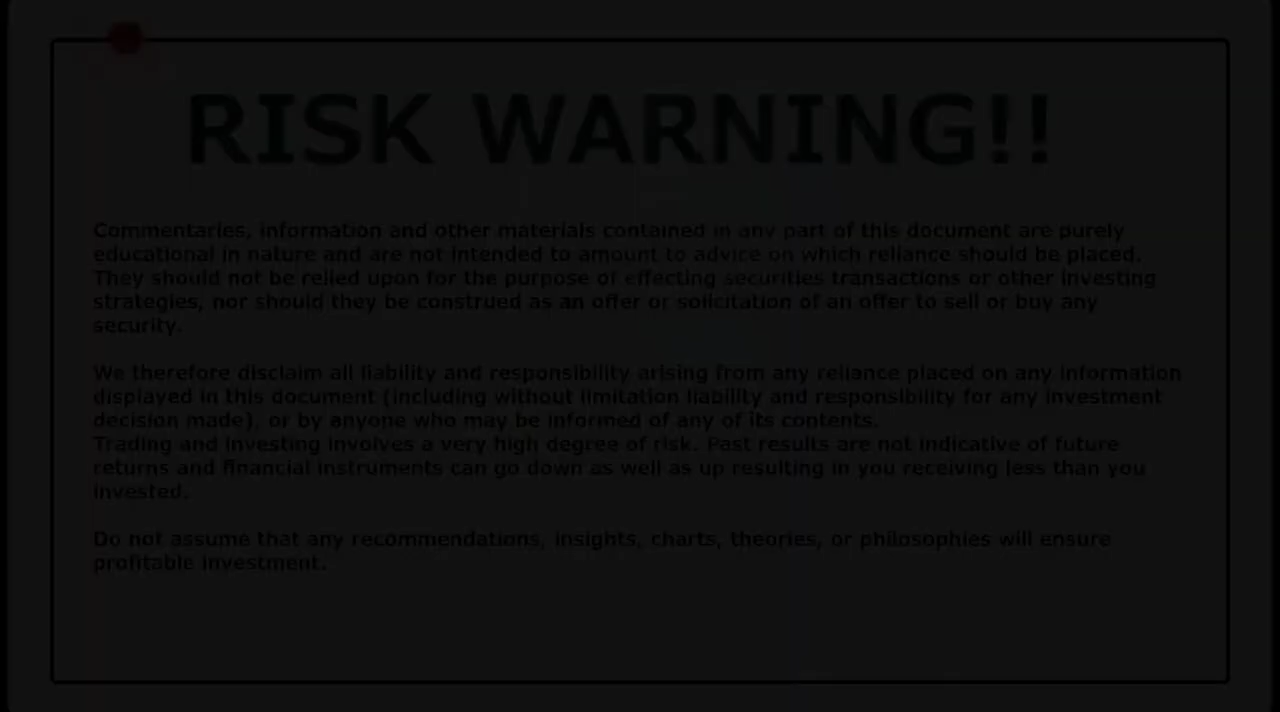 RISK WARNING!!
Commentaries, information and other materials contained in any part of this document are purely
educational in nature and are not intended to amount to advice on which reliance should be placed.
They should not be relied upon for the purpose of effecting securities transactions or other investing
strategies, nor should they be construed as an offer or solicitation of an offer to sell or buy any
security.
We therefore disclaim all liability and responsibility arising from any reliance placed on any information
displayed in this document (including without limitation liability and responsibility for any investment
decision made), or by anyone who may be informed of any of its contents.
Trading and investing involves a very high degree of risk. Past results are not indicative of future
returns and financial instruments can go down as well as up resulting in you receiving less than you
invested.
Do not assume that any recommendations, insights, charts, theories, or philosophies will ensure
profitable investment.